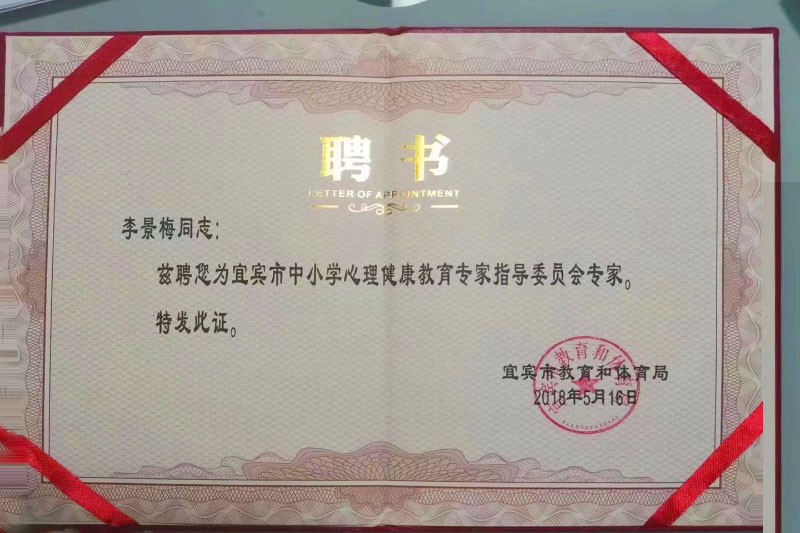 聘书
LETTER OF APPOINTMENT
李景梅同志：
兹聘您为宜宾市中小学心理健康教育专家指导委员会专家。
特发此证。
宜宾市教育和体育局
2018年5月16日